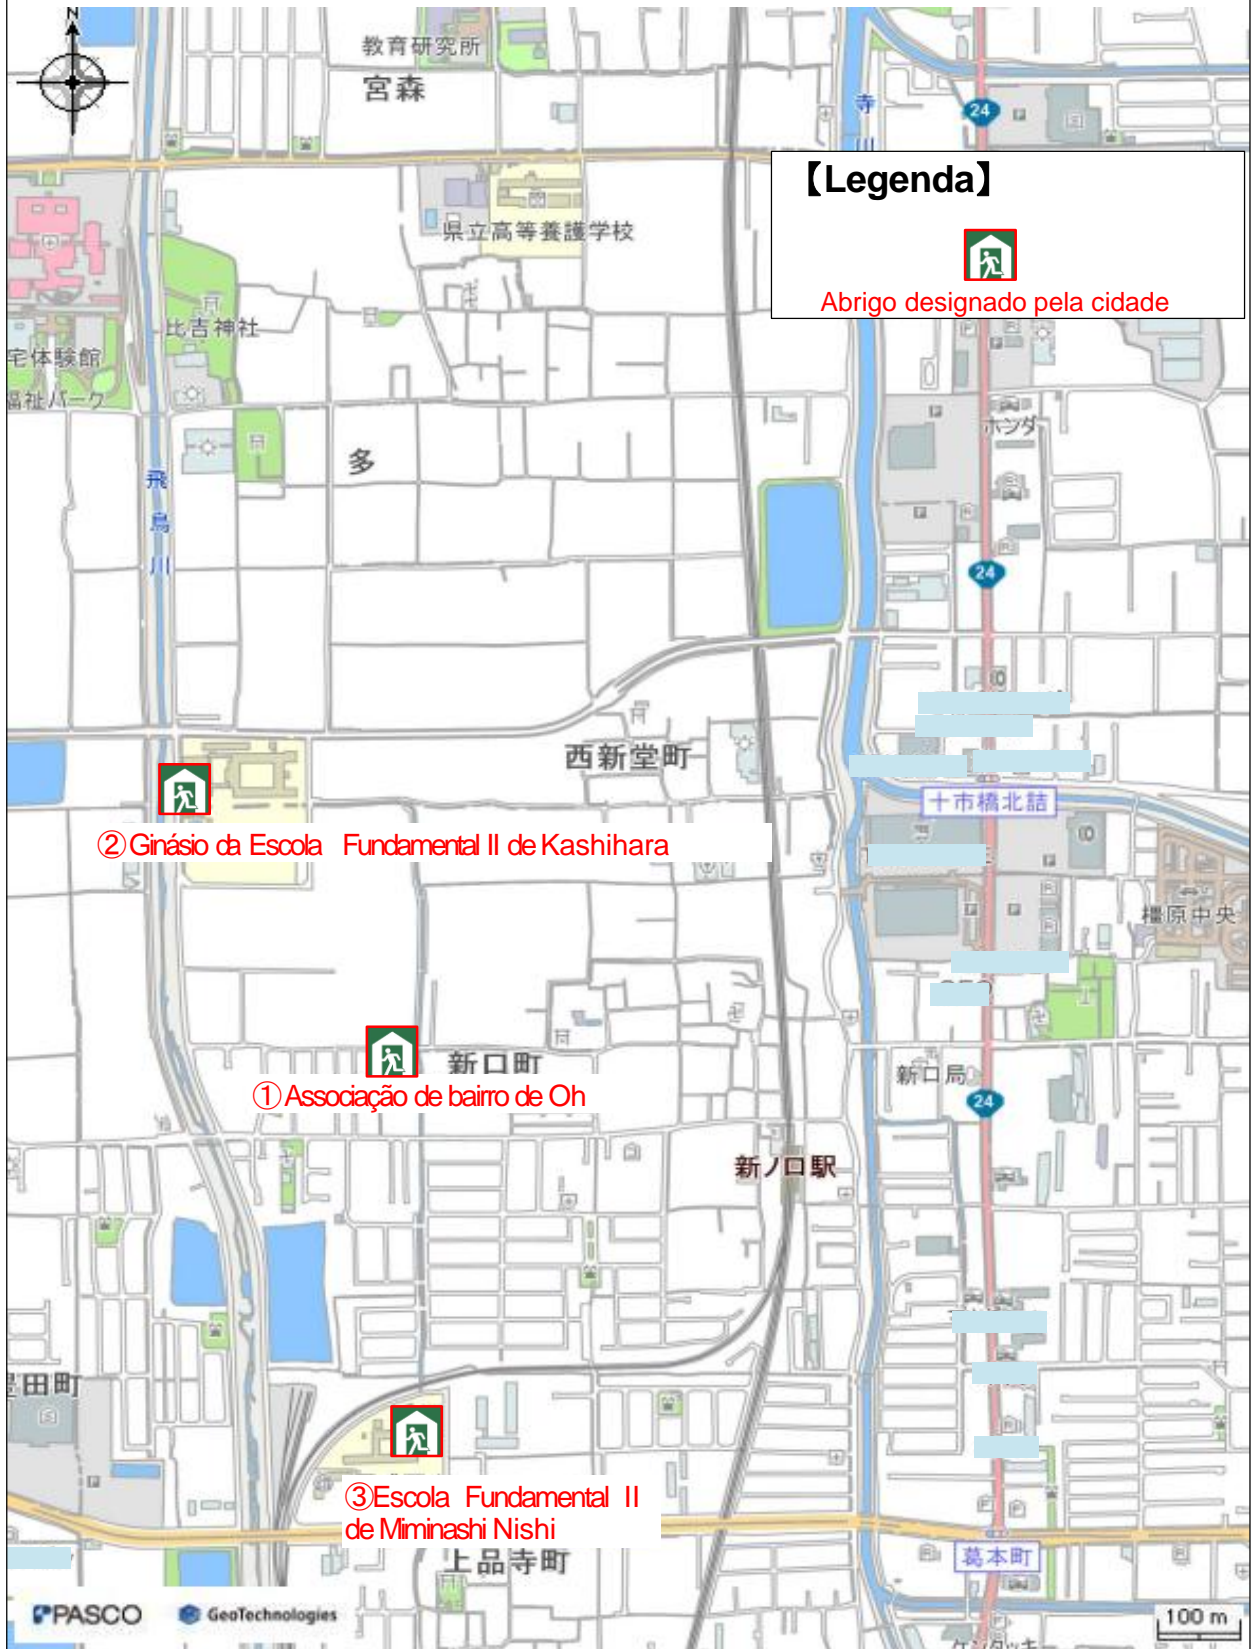 N
教育研究所
宮森
寺川
24
【Legenda】
Abrigo designado pela cidade
県立高等養護学校
比吉神社
宅体験館
福祉パーク
ホンダ
多
飛鳥川
24
西新堂町
十市橋北詰
②Ginásio da Escola Fundamental II de Kashihara
橿原中央
新口町
新口局
①Associação de bairro de Oh
24
新ノ口駅
田町
③Escola Fundamental II
de Miminashi Nishi
上品寺町
葛本町
PASCO
GeoTechnologies
100 m
ケンタッキ